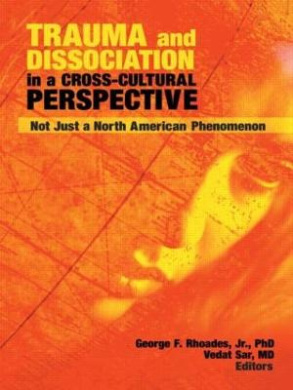 TRAUMA and
DISSOCIATION
in a CROSS-CULTURAL
PERSPECTIVE
Not Just a North American Phenomenon
George F. Rhoades, Jr., PhD
Vedat Sar, MD
Editors